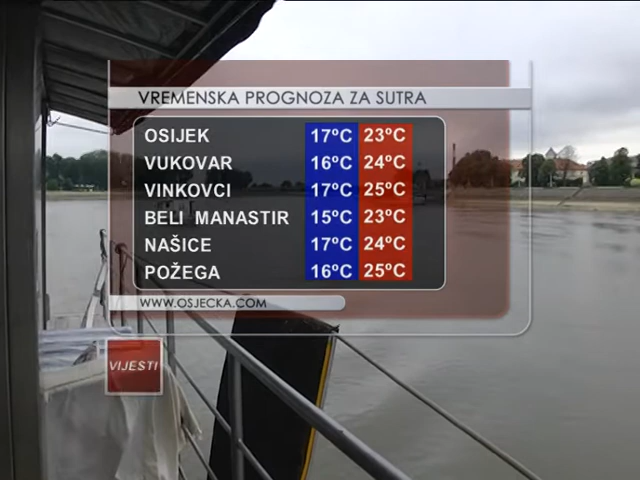 VREMENSKA PROGNOZA ZA SUTRA
OSIJEK 17°C 23°C
VUKOVAR 16°C 24°C
VINKOVCI 17°C 25°C
BELI MANASTIR 15°C 23°C
NAŠICE 17°C 24°C
POŽEGA 16°C 25°C
WWW.OSJECKA.COM
VIJESTI